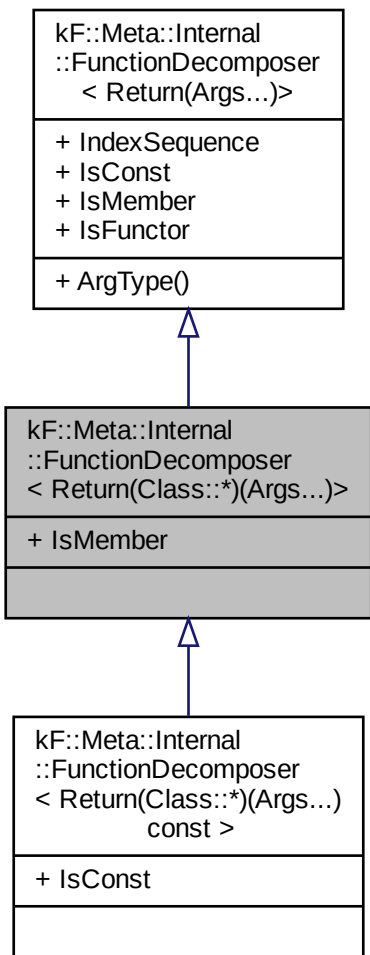 kF::Meta::Internal
::FunctionDecomposer
< Return(Args...)>
+ IndexSequence
+ IsConst
+ IsMember
+ IsFunctor
+ ArgType()
kF::Meta::Internal
::FunctionDecomposer
< Return(Class::*)(Args...)>
+ IsMember
kF::Meta::Internal
::FunctionDecomposer
< Return(Class::*)(Args...)
const >
+ IsConst